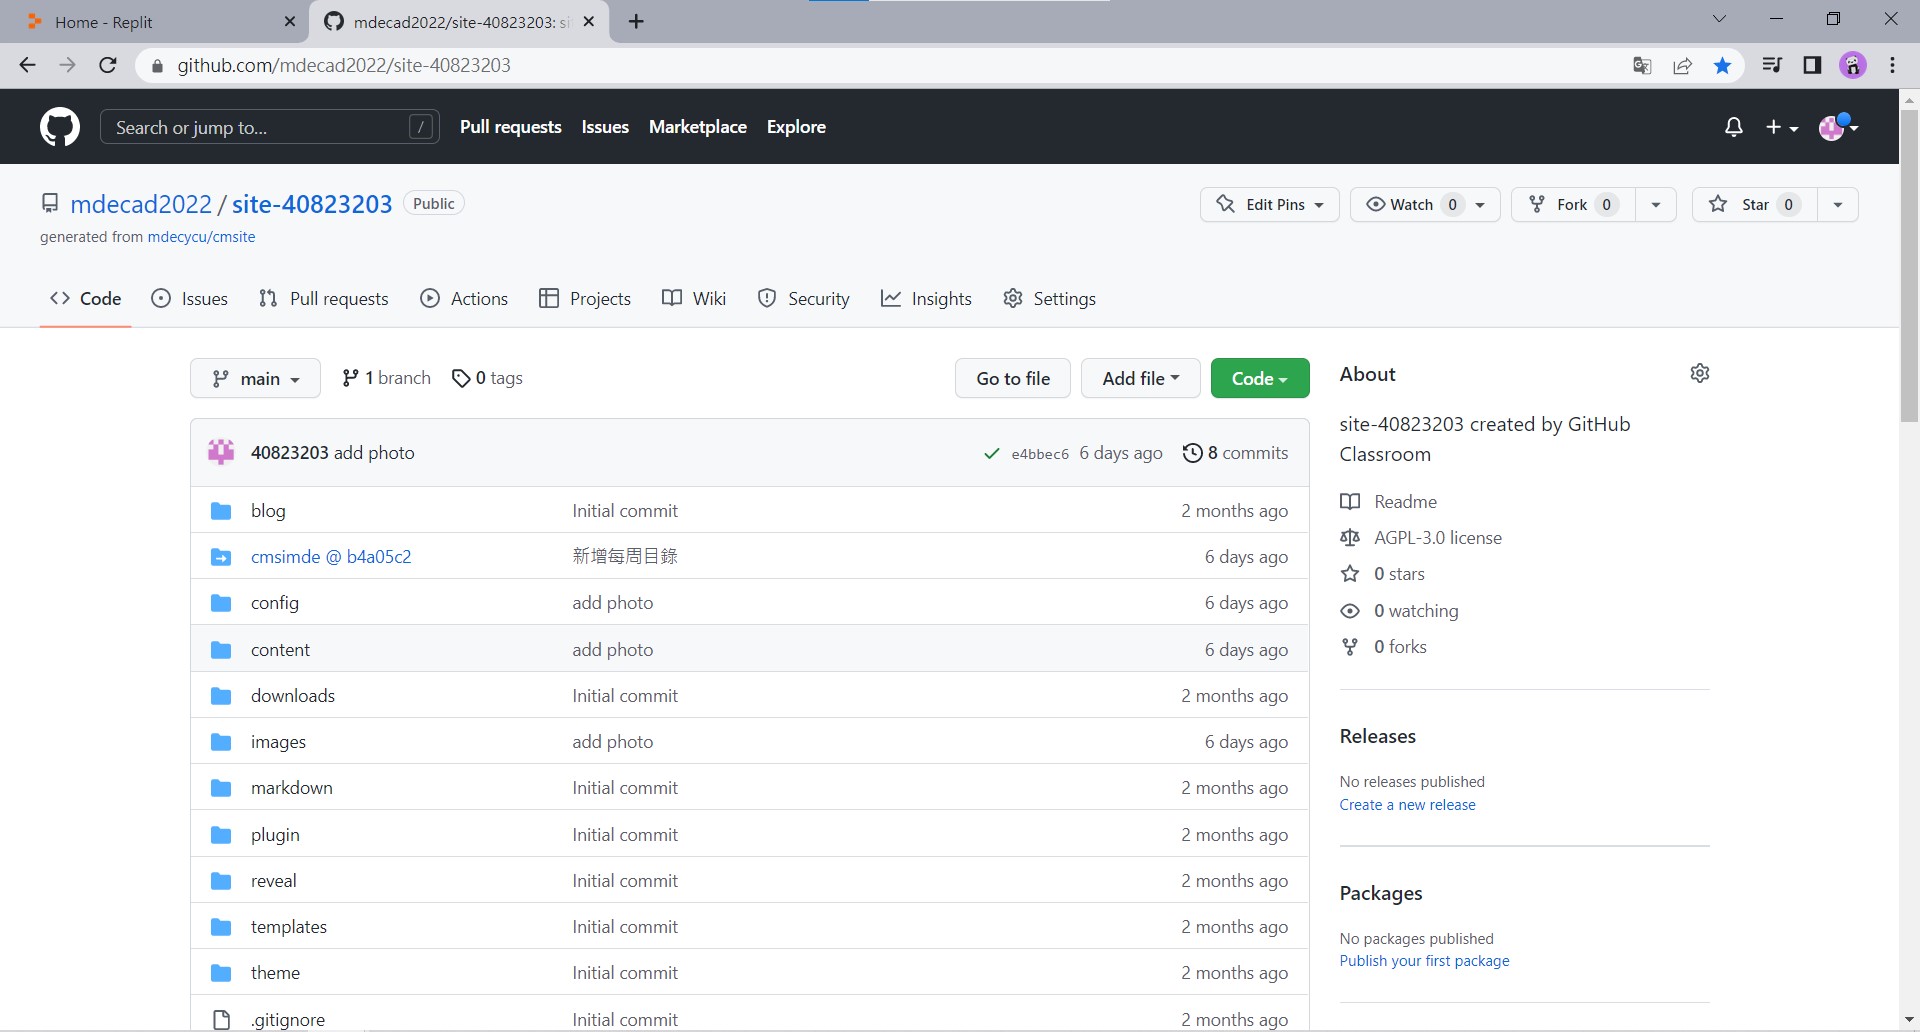 Home - Replit
mdecad2022/site-40823203: si
github.com/mdecad2022/site-40823203
Search or jump to... /
Pull requests Issues Marketplace Explore
mdecad2022 / site-40823203 Public
Edit Pins Watch 0 Fork 0 Star 0
generated from mdecycu/cmsite
Code Issues Pull requests Actions Projects Wiki Security Insights Settings
main 1 branch 0 tags
Go to file Add file Code
40823203 add photo e4bbec6 6 days ago 8 commits
blog Initial commit 2 months ago
cmsimde @ b4a05c2 新增每周目錄 6 days ago
config add photo 6 days ago
content add photo 6 days ago
downloads Initial commit 2 months ago
images add photo 6 days ago
markdown Initial commit 2 months ago
plugin Initial commit 2 months ago
reveal Initial commit 2 months ago
templates Initial commit 2 months ago
theme Initial commit 2 months ago
.gitignore Initial commit 2 months ago
About
site-40823203 created by GitHub
Classroom
Readme
AGPL-3.0 license
0 stars
0 watching
0 forks
Releases
No releases published
Create a new release
Packages
No packages published
Publish your first package